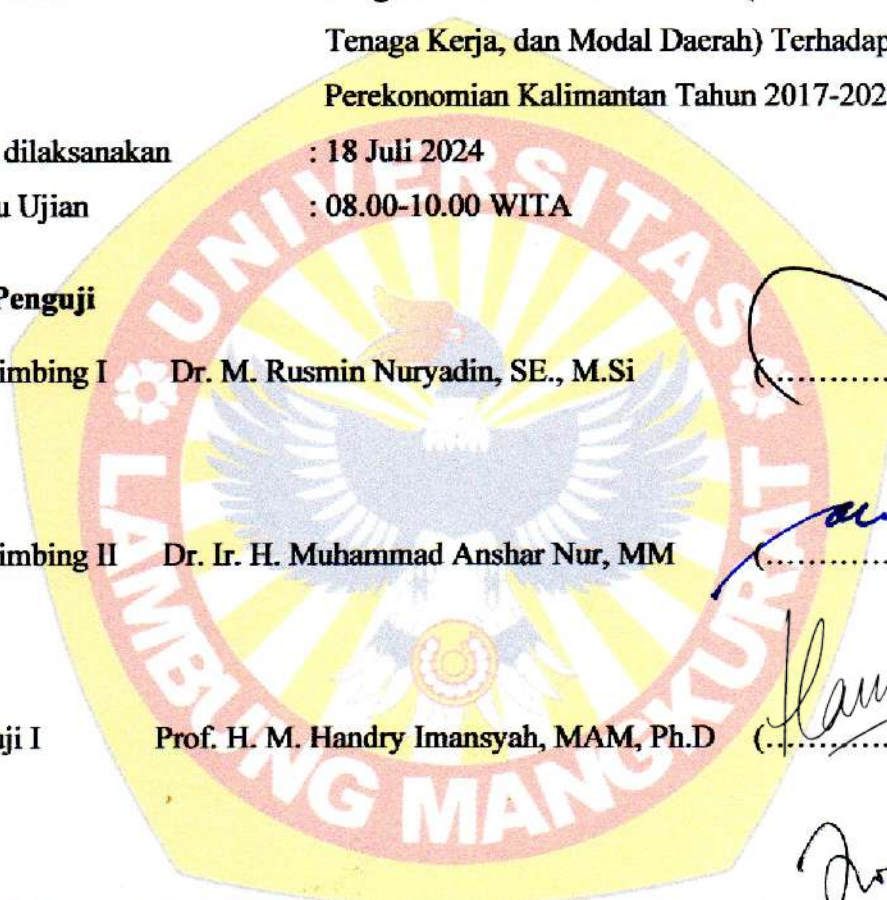 Tenaga Kerja, dan Modal Daerah) Terhadap
Perekonomian Kalimantan Tahun 2017-202
dilaksanakan : 18 Juli 2024
Ujian : 08.00-10.00 WITA
Penguji
imbing I Dr. M. Rusmin Nuryadin, SE., M.Si (............
imbing II Dr. Ir. H. Muhammad Anshar Nur, MM (............
uji I Prof. H. M. Handry Imansyah, MAM, Ph.D (............
UNIVERSITAS
LAMBUNG MANGKURAT